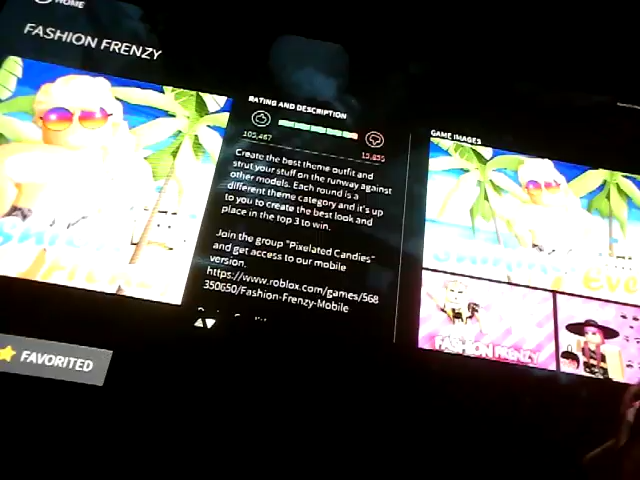 HOME
FASHION FRENZY
RATING AND DESCRIPTION
105,467
Create the best theme outfit and
strut your stuff on the runway against
other models. Each round is a
different theme category and it's up
to you to create the best look and
place in the top 3 to win.
Join the group "Pixelated Candies"
and get access to our mobile
version.
https://www.roblox.com/games/568
350650/Fashion-Frenzy-Mobile
FAVORITED
GAME IMAGES
Eve
FASHION FRENZY